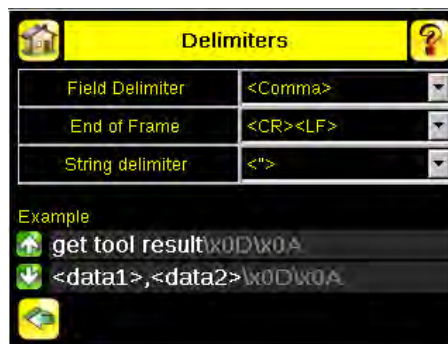 Delimiters
Field Delimiter <Comma>
End of Frame <CR><LF>
String delimiter <">
Example
get tool result\x0D\x0A
<data1>,<data2>\x0D\x0A